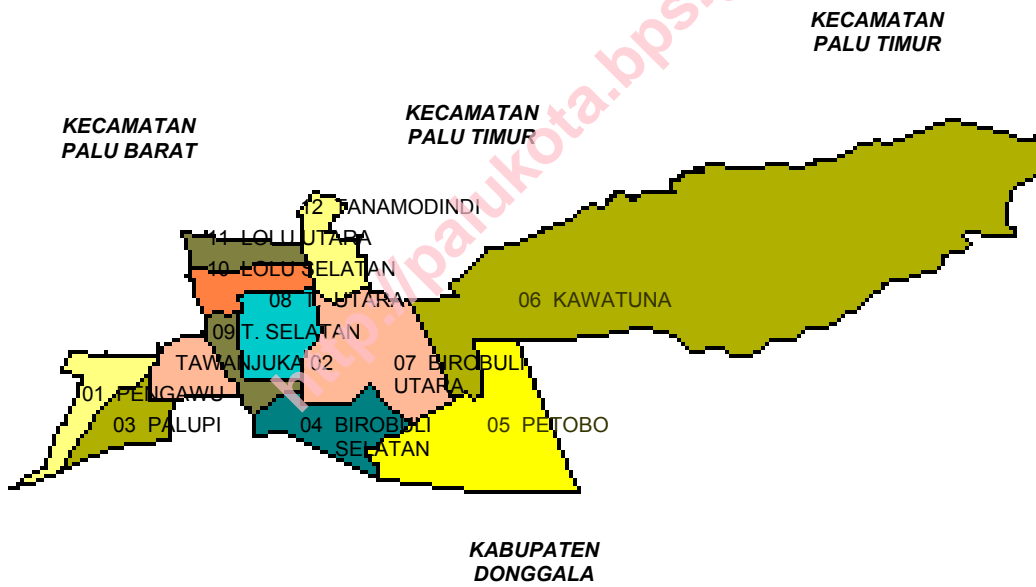 KECAMATAN
PALU TIMUR
KECAMATAN
PALU TIMUR
KECAMATAN
PALU BARAT
12 TANAMODINDI
11 LOLU UTARA
10 LOLU SELATAN
08 T. UTARA
06 KAWATUNA
09 T. SELATAN
TAWANJUKA 02
07 BIROBULI
UTARA
01 PENGAWU
03 PALUPI
04 BIROBULI
SELATAN
05 PETOBO
KABUPATEN
DONGGALA
http://palukota.bps.